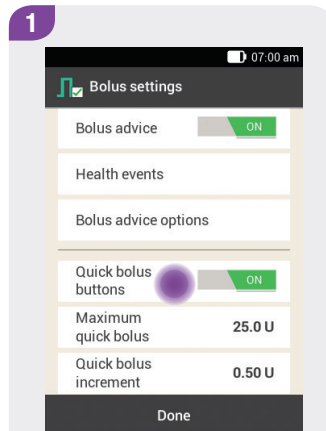 1
07:00 am
Bolus settings
Bolus advice ON
Health events
Bolus advice options
Quick bolus
buttons ON
Maximum
quick bolus 25.0 U
Quick bolus
increment 0.50 U
Done